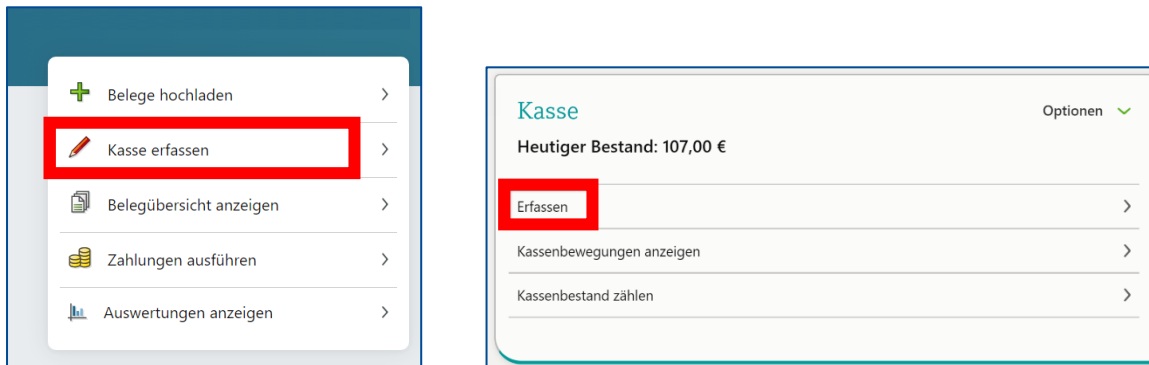 Belege hochladen
Kasse erfassen
Belegübersicht anzeigen
Zahlungen ausführen
Auswertungen anzeigen
Kasse
Optionen
Heutiger Bestand: 107,00 €
Erfassen
Kassenbewegungen anzeigen
Kassenbestand zählen